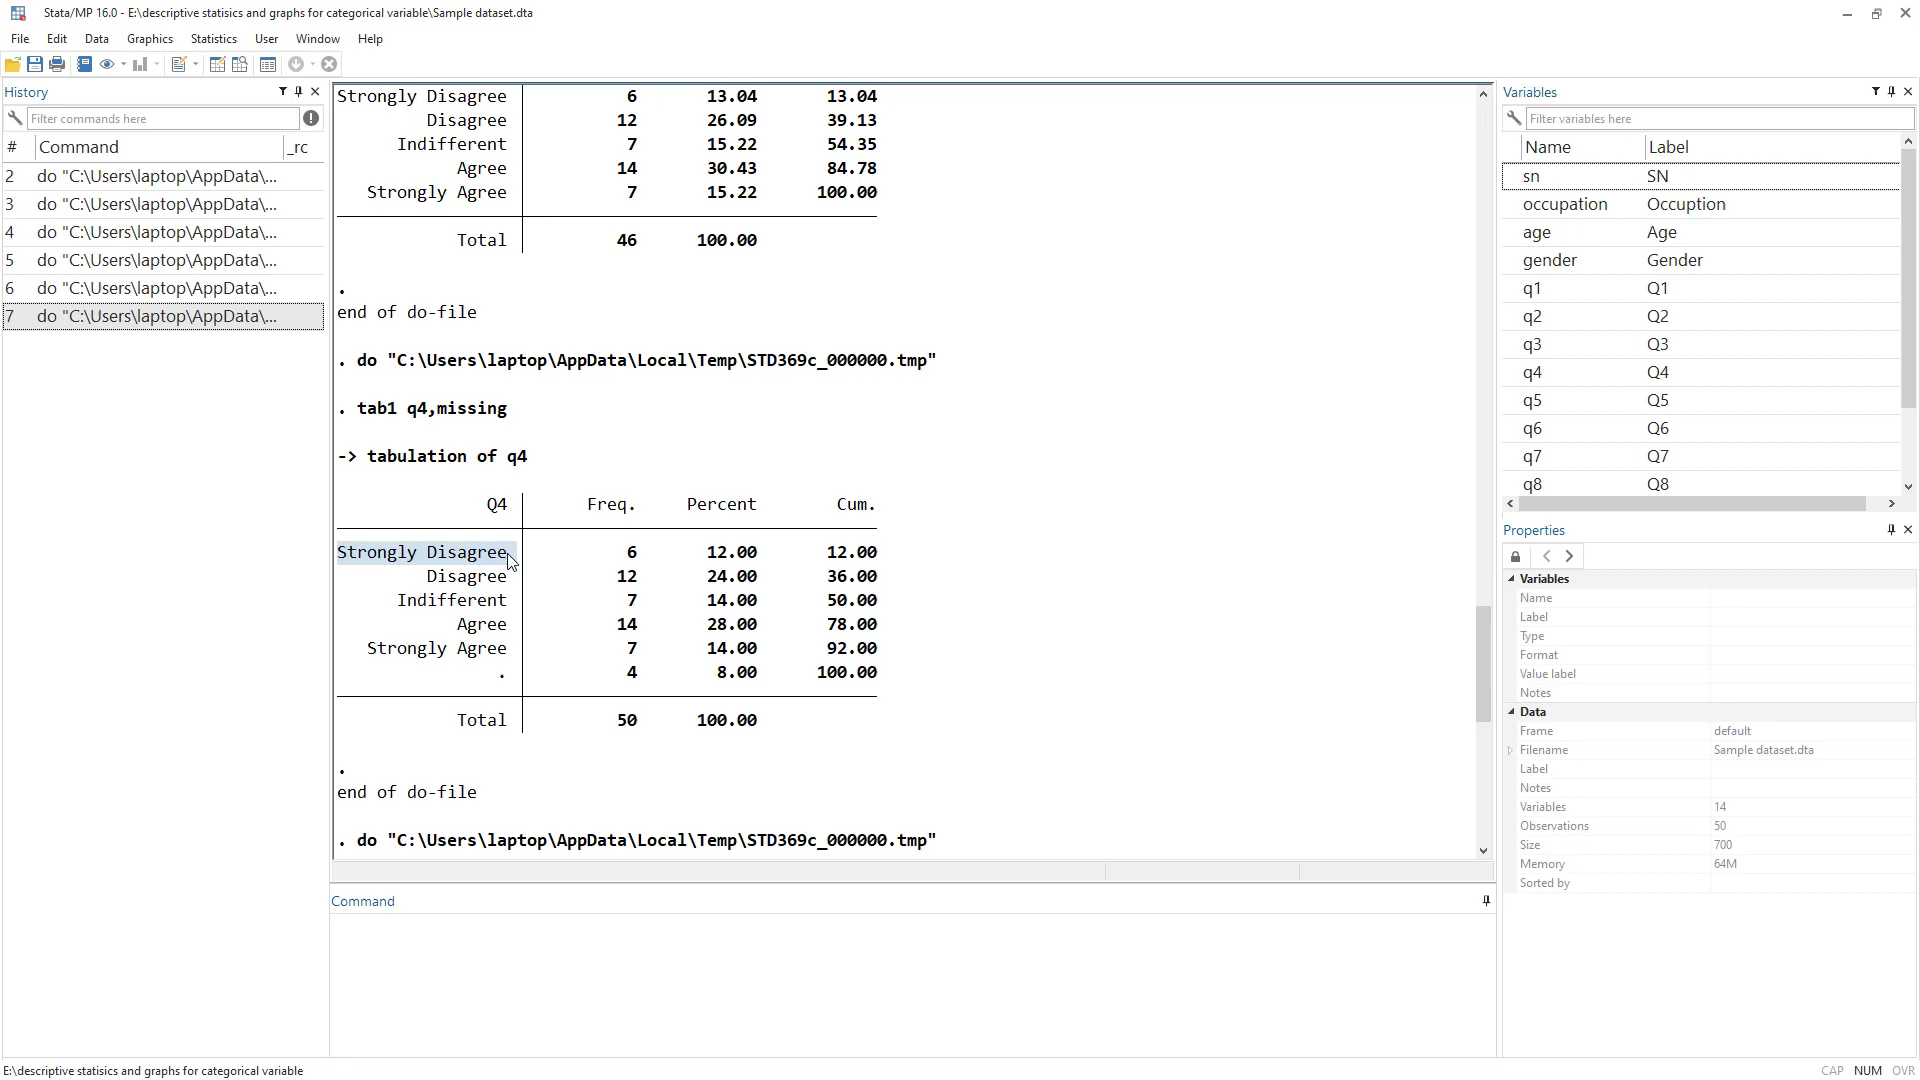 Stata/MP 16.0 - E:\descriptive statisics and graphs for categorical variable\Sample dataset.dta
File Edit Data Graphics Statistics User Window Help
History
Filter commands here
# Command _rc
2 do "C:\Users\laptop\AppData\...
3 do "C:\Users\laptop\AppData\...
4 do "C:\Users\laptop\AppData\...
5 do "C:\Users\laptop\AppData\...
6 do "C:\Users\laptop\AppData\...
7 do "C:\Users\laptop\AppData\...
Strongly Disagree 6 13.04 13.04
Disagree 12 26.09 39.13
Indifferent 7 15.22 54.35
Agree 14 30.43 84.78
Strongly Agree 7 15.22 100.00
Total 46 100.00
.
end of do-file
. do "C:\Users\laptop\AppData\Local\Temp\STD369c_000000.tmp"
. tab1 q4,missing
-> tabulation of q4
Q4 Freq. Percent Cum.
Strongly Disagree 6 12.00 12.00
Disagree 12 24.00 36.00
Indifferent 7 14.00 50.00
Agree 14 28.00 78.00
Strongly Agree 7 14.00 92.00
. 4 8.00 100.00
Total 50 100.00
.
end of do-file
. do "C:\Users\laptop\AppData\Local\Temp\STD369c_000000.tmp"
Command
Variables
Filter variables here
Name Label
sn SN
occupation Occuption
age Age
gender Gender
q1 Q1
q2 Q2
q3 Q3
q4 Q4
q5 Q5
q6 Q6
q7 Q7
q8 Q8
Properties
Variables
Name
Label
Type
Format
Value label
Notes
Data
Frame default
Filename Sample dataset.dta
Label
Notes
Variables 14
Observations 50
Size 700
Memory 64M
Sorted by
E:\descriptive statisics and graphs for categorical variable
CAP NUM OVR